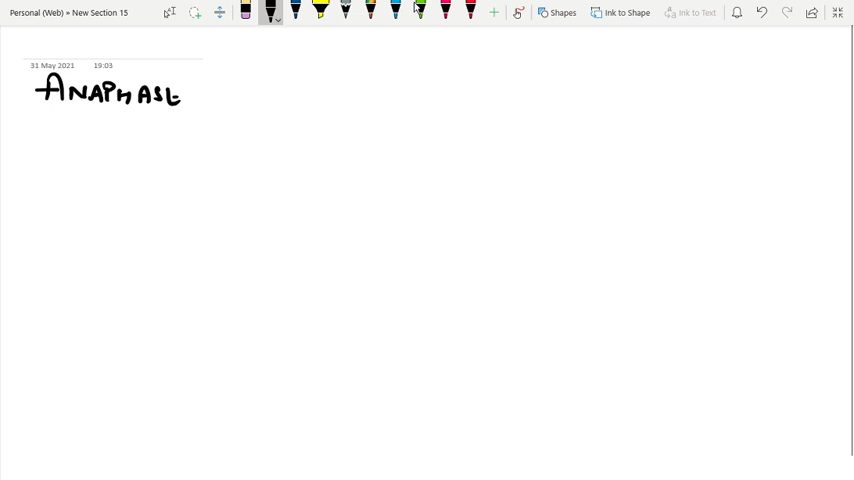 Personal (Web) » New Section 15
Shapes
Ink to Shape
Ink to Text
31 May 2021 19:03
ANAPHASE